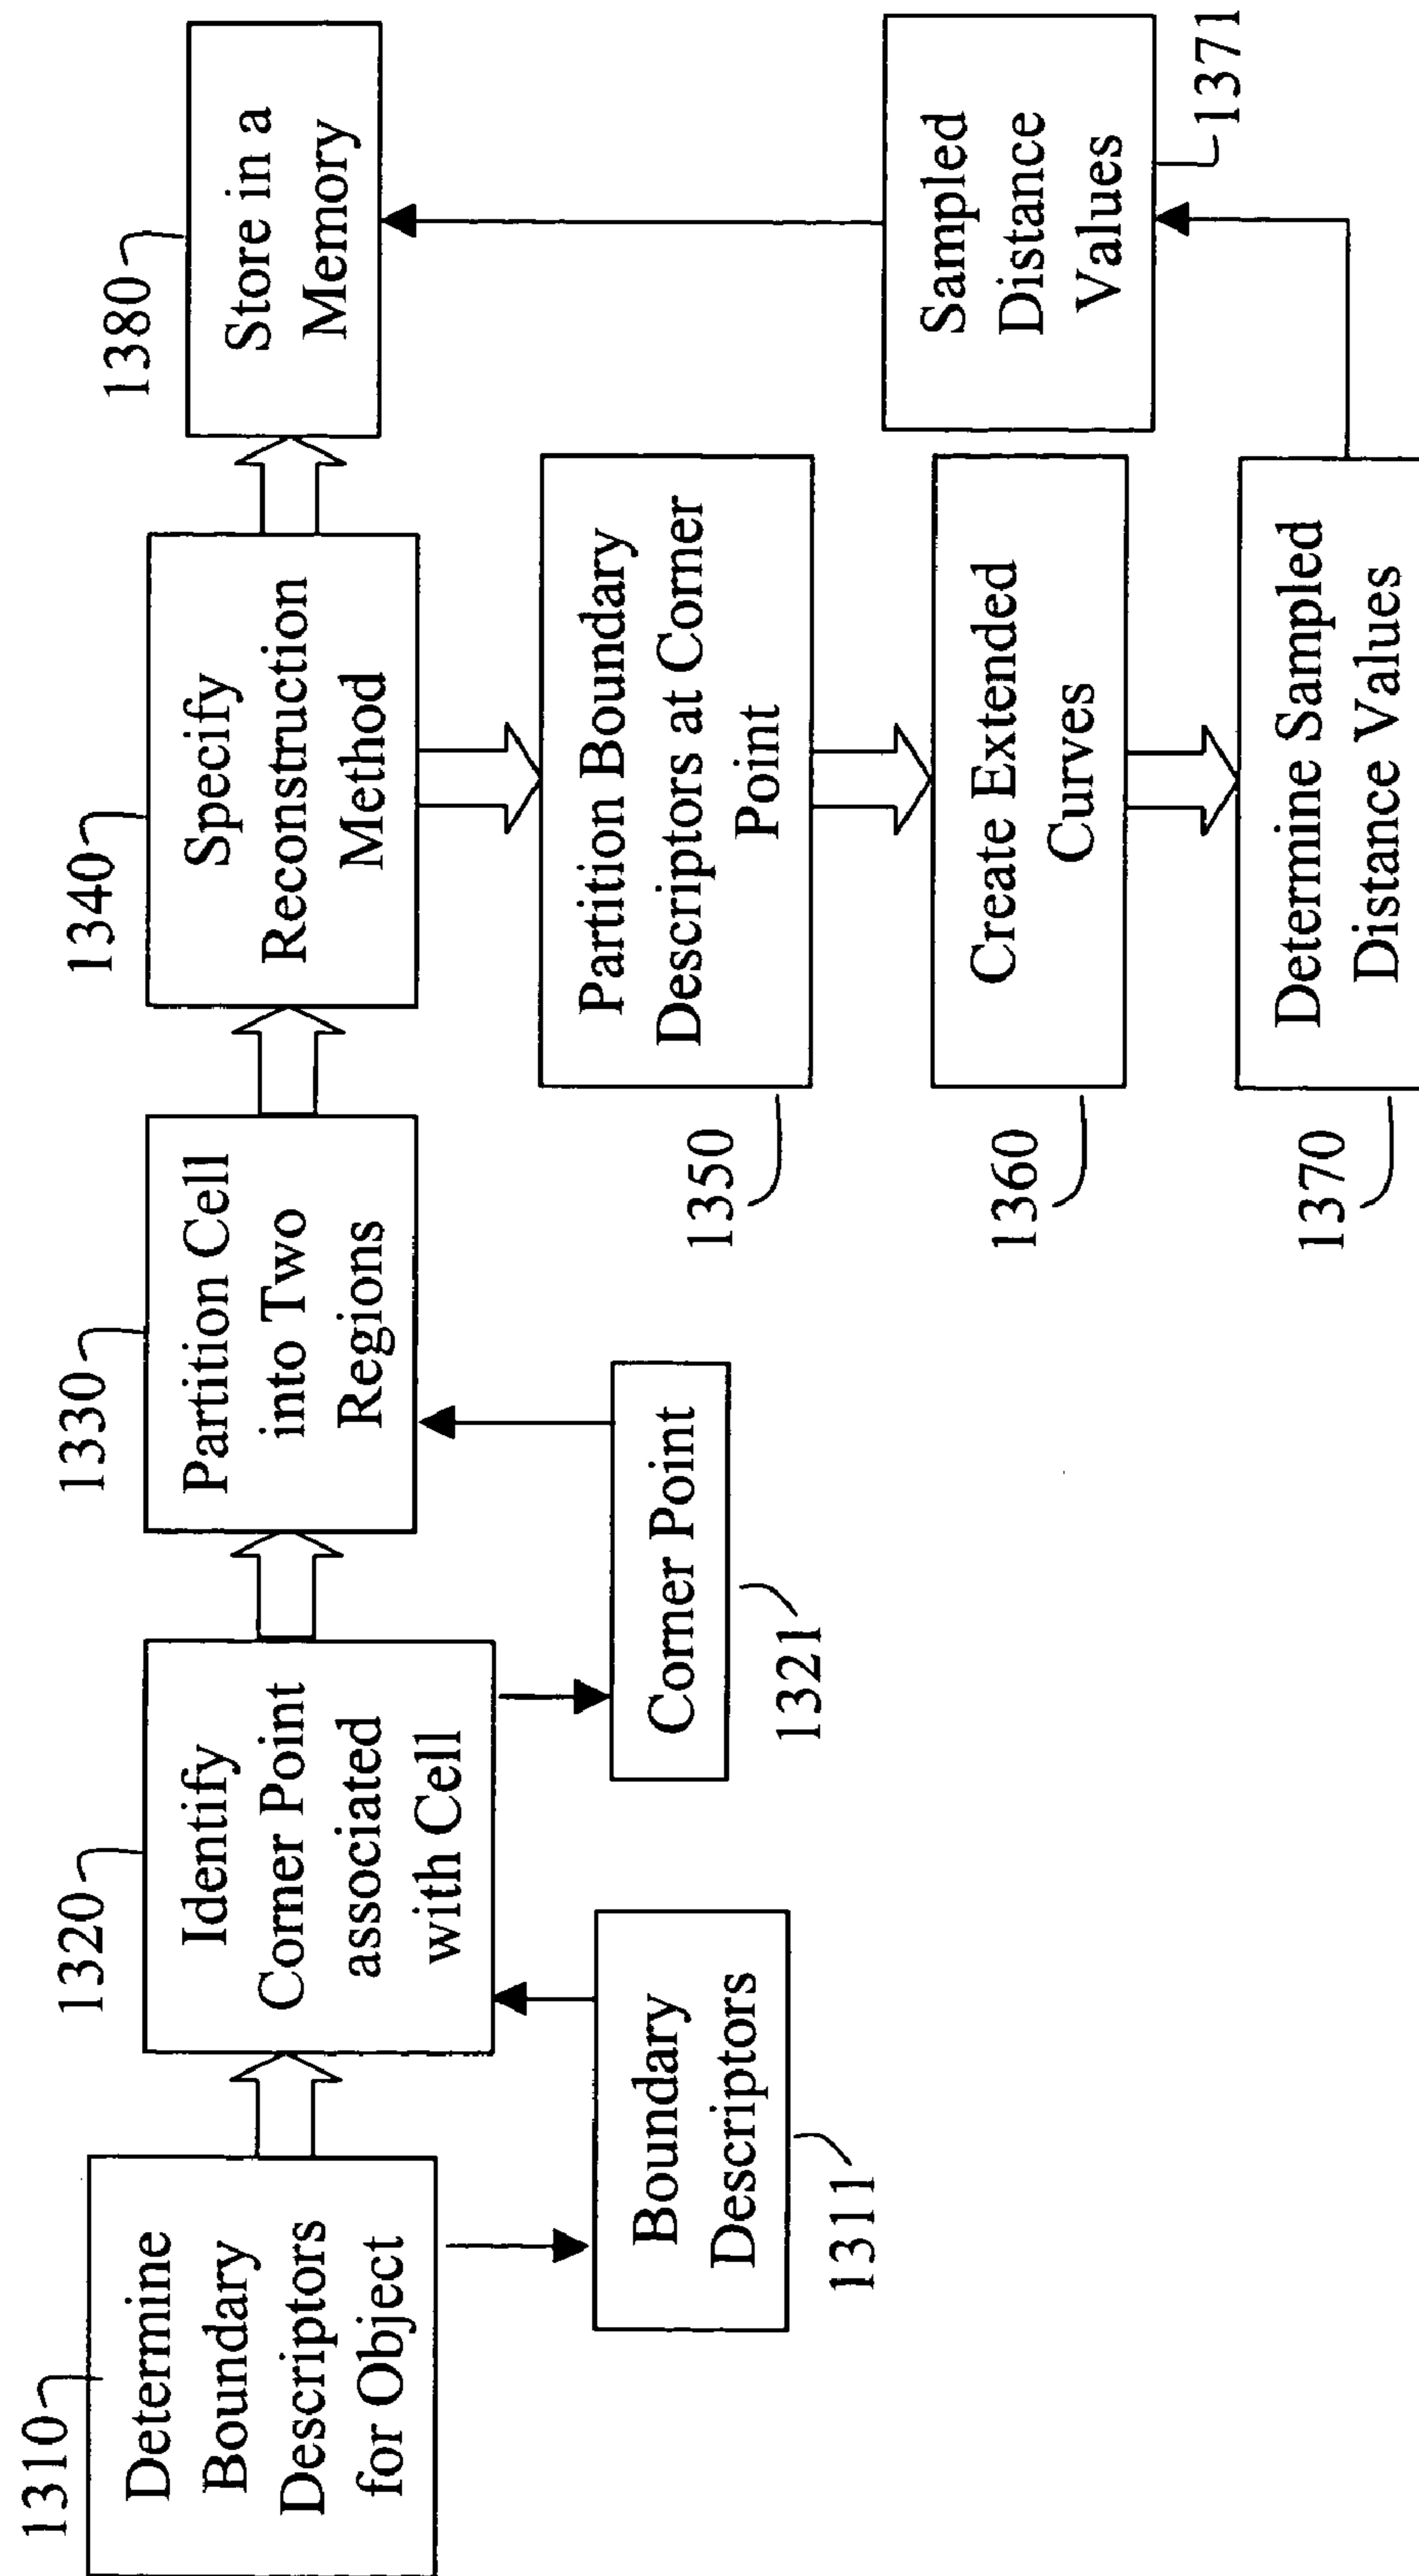 1310
Determine
Boundary
Descriptors
for Object
1311
Boundary
Descriptors
1320
Identify
Corner Point
associated
with Cell
1321
Corner Point
1330
Partition Cell
into Two
Regions
1340
Specify
Reconstruction
Method
1380
Store in a
Memory
1350
Partition Boundary
Descriptors at Corner
Point
1360
Create Extended
Curves
1370
Determine Sampled
Distance Values
Sampled
Distance
Values
1371